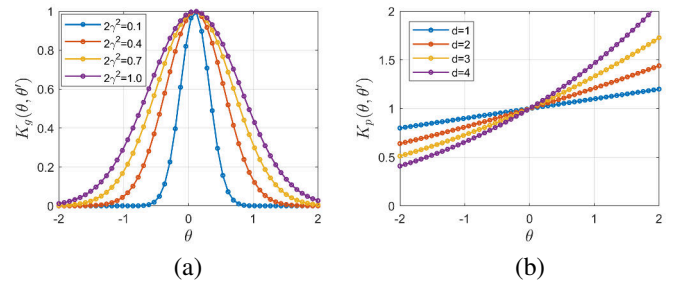 1
0.8
0.6
0.4
0.2
0
K_g(θ, θ')
2γ²=0.1
2γ²=0.4
2γ²=0.7
2γ²=1.0
-2 -1 0 1 2
θ
(a)
2
1.5
1
0.5
0
K_p(θ, θ')
d=1
d=2
d=3
d=4
-2 -1 0 1 2
θ
(b)